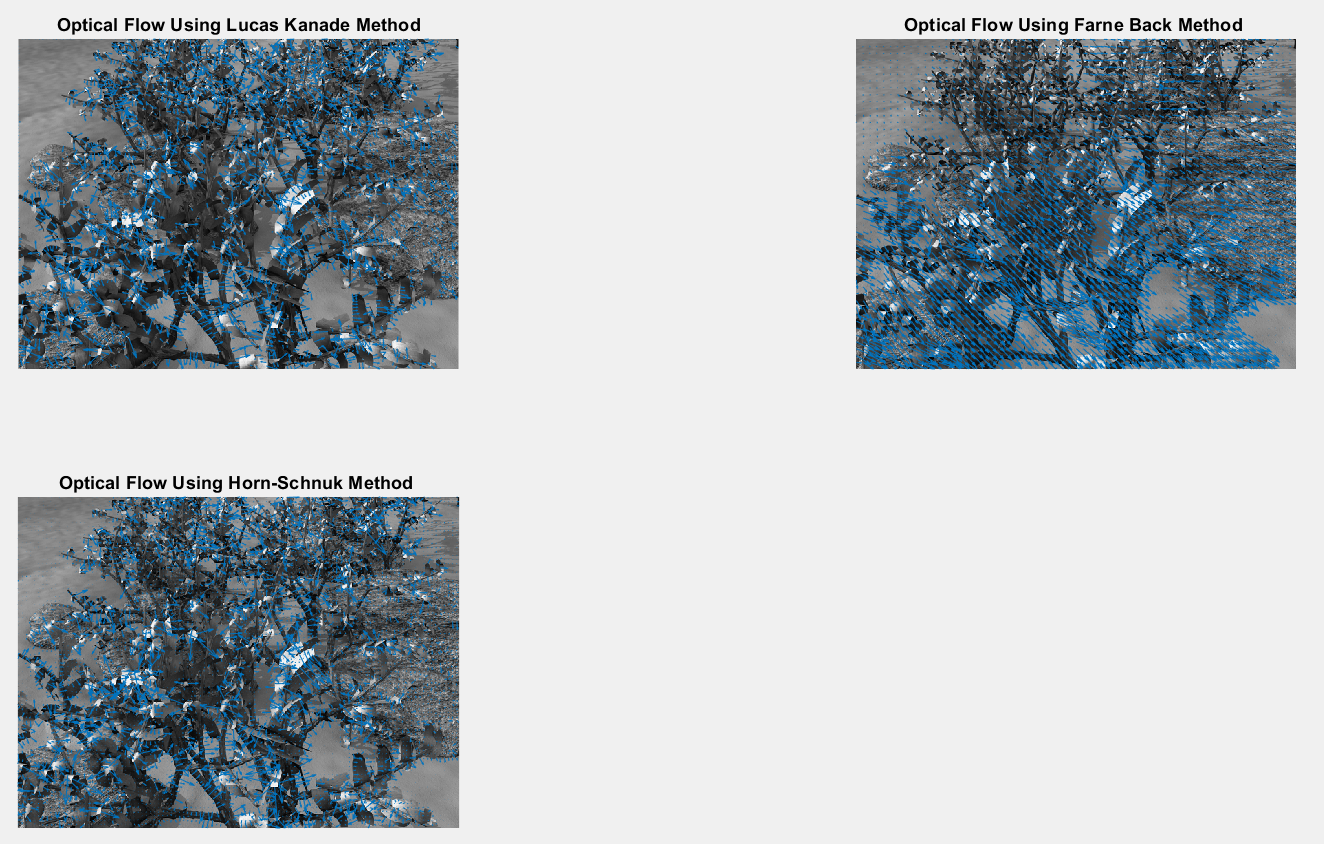 Optical Flow Using Lucas Kanade Method
Optical Flow Using Farne Back Method
Optical Flow Using Horn-Schnuk Method